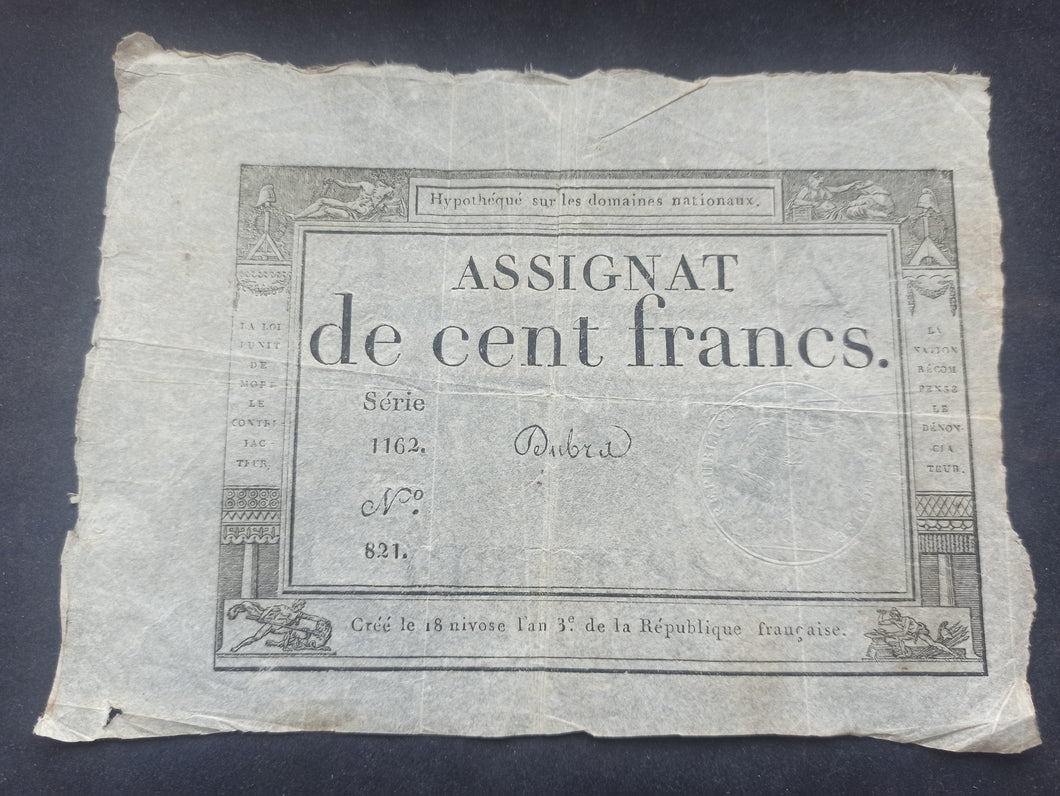 Hypothéqué sur les domaines nationaux.
ASSIGNAT
de cent francs.
Série
1162.
Dubra
Nº.
821.
LA LOI
PUNIT
DE
MORT
LE
CONTRE-
FAC-
TEUR.
LA
NATION
RÉCOM
PENSE
LE
DÉNON-
CIA
TEUR.
Créé le 18 nivose l'an 3e. de la République française.